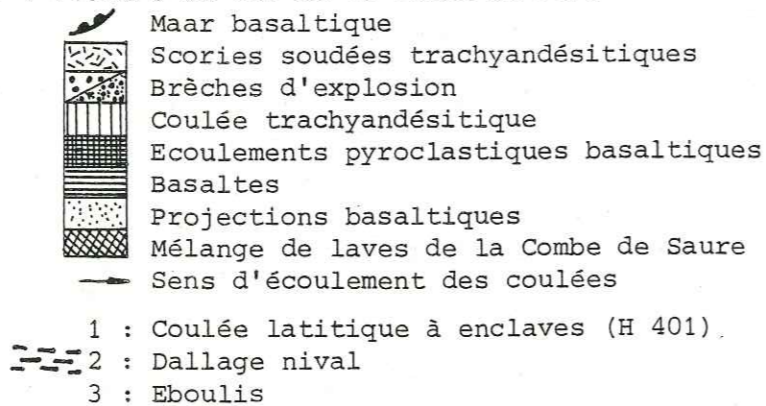 Maar basaltique
Scories soudées trachyandésitiques
Brèches d'explosion
Coulée trachyandésitique
Ecoulements pyroclastiques basaltiques
Basaltes
Projections basaltiques
Mélange de laves de la Combe de Saure
Sens d'écoulement des coulées
1 : Coulée latitique à enclaves (H 401).
2 : Dallage nival
3 : Eboulis